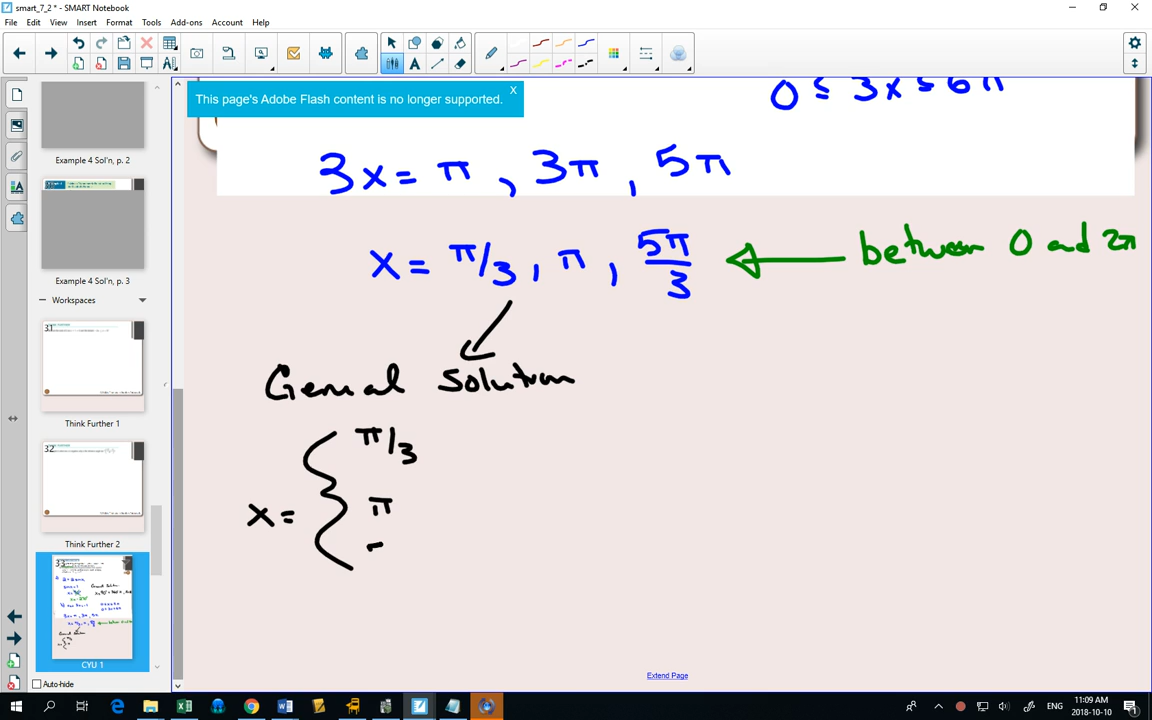 smart_7_2 * - SMART Notebook
File Edit View Insert Format Tools Add-ons Account Help
This page's Adobe Flash content is no longer supported. X
0 ≤ 3x ≤ 6π
3x = π , 3π , 5π
x = π/3 , π , 5π/3 between 0 and 2π
General Solution
x = { π/3
π
Extend Page
Example 4 Sol'n, p. 2
Example 4 Sol'n, p. 3
Workspaces
Think Further 1
Think Further 2
CYU 1
Auto-hide
ENG
11:09 AM
2018-10-10